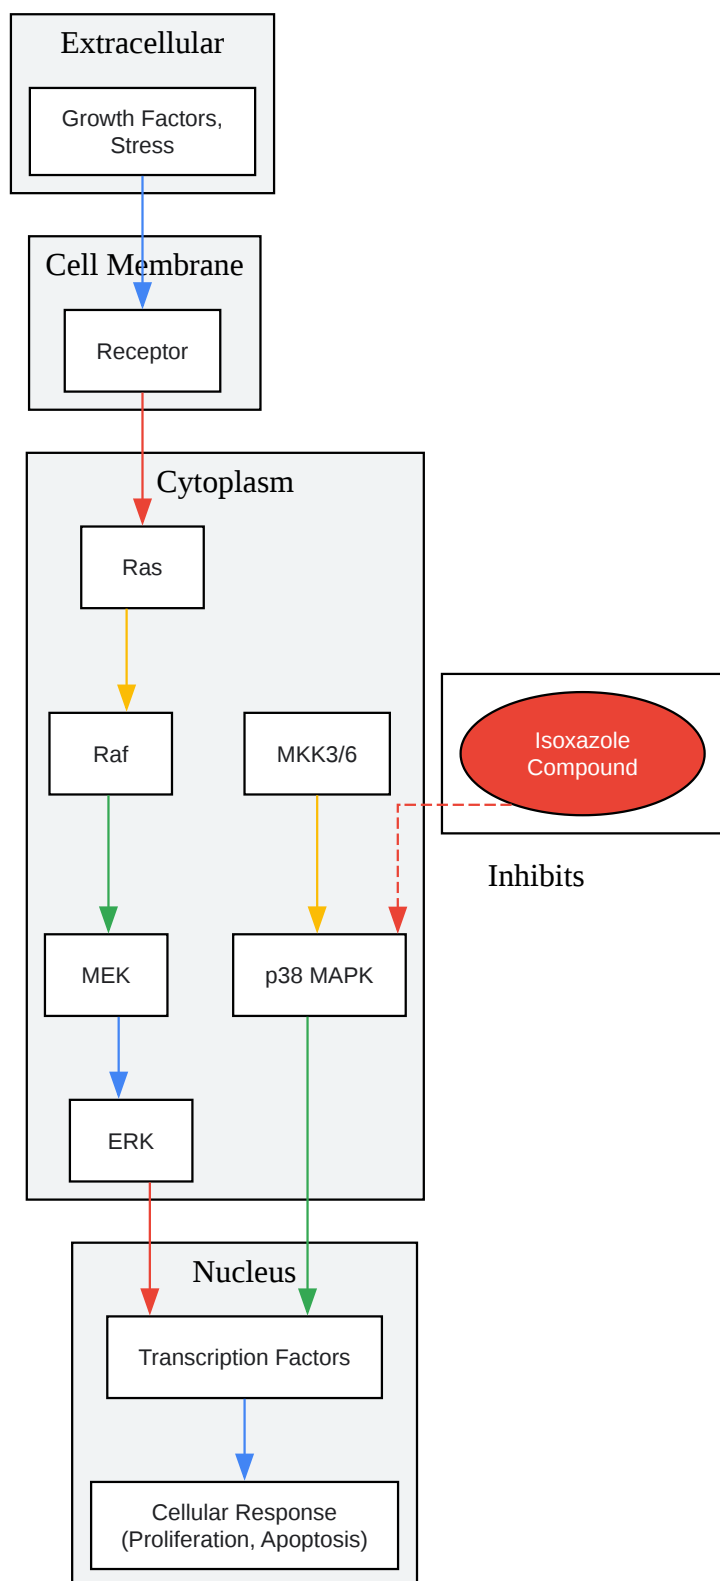 Extracellular
Growth Factors,
Stress
Cell Membrane
Receptor
Cytoplasm
Ras
Raf
MKK3/6
Isoxazole
Compound
Inhibits
MEK
p38 MAPK
ERK
Nucleus
Transcription Factors
Cellular Response
(Proliferation, Apoptosis)